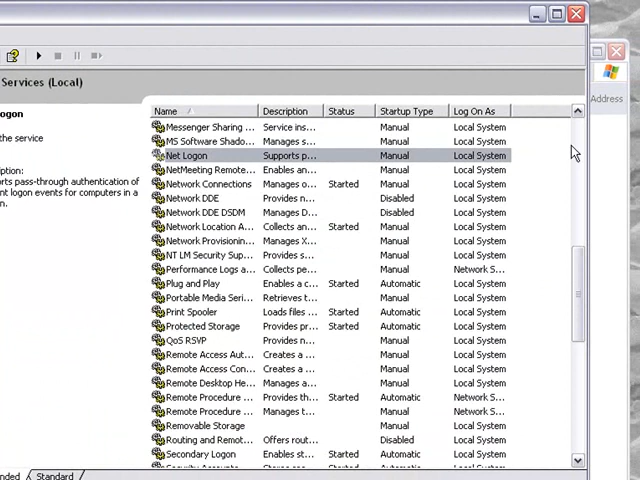 Services (Local)
ogon
the service
ption:
orts pass-through authentication of
nt logon events for computers in a
n.
Name Description Status Startup Type Log On As
Messenger Sharing ... Service ins... Manual Local System
MS Software Shado... Manages s... Manual Local System
Net Logon Supports p... Manual Local System
NetMeeting Remote... Enables an... Manual Local System
Network Connections Manages o... Started Manual Local System
Network DDE Provides n... Disabled Local System
Network DDE DSDM Manages D... Disabled Local System
Network Location A... Collects an... Started Manual Local System
Network Provisionin... Manages X... Manual Local System
NT LM Security Sup... Provides s... Manual Local System
Performance Logs a... Collects pe... Manual Network S...
Plug and Play Enables a c... Started Automatic Local System
Portable Media Seri... Retrieves t... Manual Local System
Print Spooler Loads files ... Started Automatic Local System
Protected Storage Provides pr... Started Automatic Local System
QoS RSVP Provides n... Manual Local System
Remote Access Aut... Creates a ... Manual Local System
Remote Access Con... Creates a ... Manual Local System
Remote Desktop He... Manages a... Manual Local System
Remote Procedure ... Provides th... Started Automatic Network S...
Remote Procedure ... Manages t... Manual Network S...
Removable Storage Manual Local System
Routing and Remot... Offers rout... Disabled Local System
Secondary Logon Enables st... Started Automatic Local System
nded Standard
Address